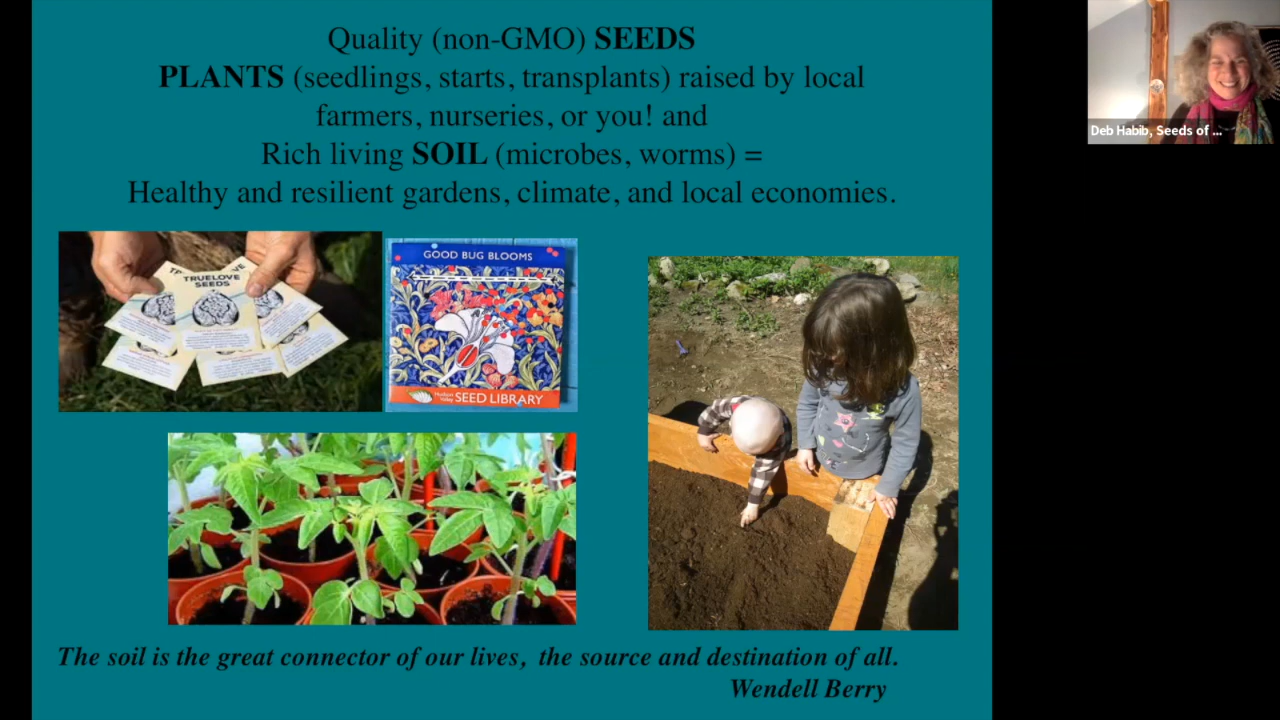 Quality (non-GMO) SEEDS
PLANTS (seedlings, starts, transplants) raised by local
farmers, nurseries, or you! and
Rich living SOIL (microbes, worms) =
Healthy and resilient gardens, climate, and local economies.
TRUELOVE
SEEDS
GOOD BUG BLOOMS
Hudson
Valley
SEED LIBRARY
Deb Habib, Seeds of ...
The soil is the great connector of our lives, the source and destination of all.
Wendell Berry